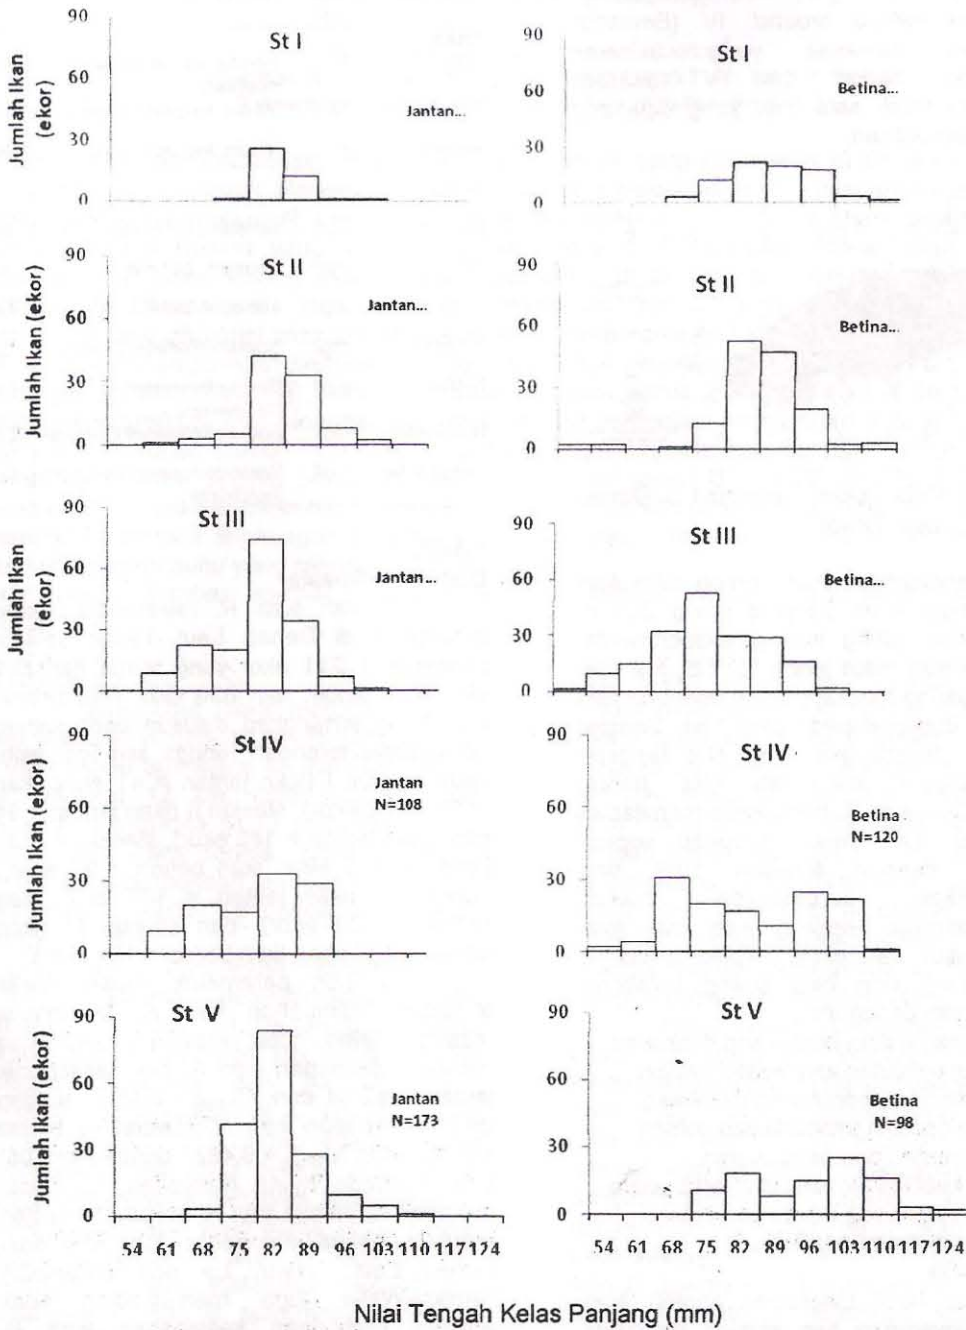 Jumlah Ikan
(ekor)
90
60
30
0
St I
Jantan...
90
60
30
0
St I
Betina...
Jumlah Ikan (ekor)
90
60
30
0
St II
Jantan...
90
60
30
0
St II
Betina...
Jumlah Ikan
(ekor)
90
60
30
0
St III
Jantan...
90
60
30
0
St III
Betina...
Jumlah Ikan (ekor)
90
60
30
0
St IV
Jantan
N=108
90
60
30
0
St IV
Betina
N=120
Jumlah Ikan (ekor)
90
60
30
0
St V
Jantan
N=173
54 61 68 75 82 89 96 103 110 117 124
90
60
30
0
St V
Betina
N=98
54 61 68 75 82 89 96 103 110 117 124
Nilai Tengah Kelas Panjang (mm)